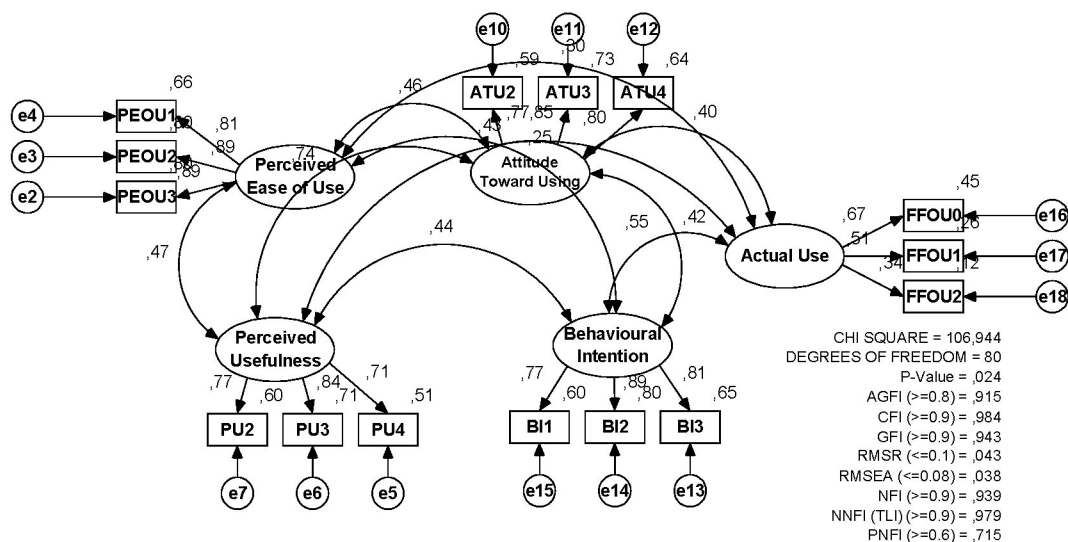 e10
e11
e12
,59
,30
,73
,64
ATU2
ATU3
ATU4
,66
,46
,77
,85
,80
,40
e4
PEOU1
,81
,43
,25
e3
PEOU2
,89
,74
e2
PEOU3
,89
Perceived
Ease of Use
Attitude
Toward Using
,45
,67
FFOU0
e16
,55
,42
,51
,26
Actual Use
FFOU1
e17
,47
,44
,34
,12
FFOU2
e18
Perceived
Usefulness
Behavioural
Intention
,77
,60
,84
,71
,71
,51
,77
,60
,89
,80
,81
,65
PU2
PU3
PU4
BI1
BI2
BI3
e7
e6
e5
e15
e14
e13
CHI SQUARE = 106,944
DEGREES OF FREEDOM = 80
P-Value = ,024
AGFI (>=0.8) = ,915
CFI (>=0.9) = ,984
GFI (>=0.9) = ,943
RMSR (<=0.1) = ,043
RMSEA (<=0.08) = ,038
NFI (>=0.9) = ,939
NNFI (TLI) (>=0.9) = ,979
PNFI (>=0.6) = ,715